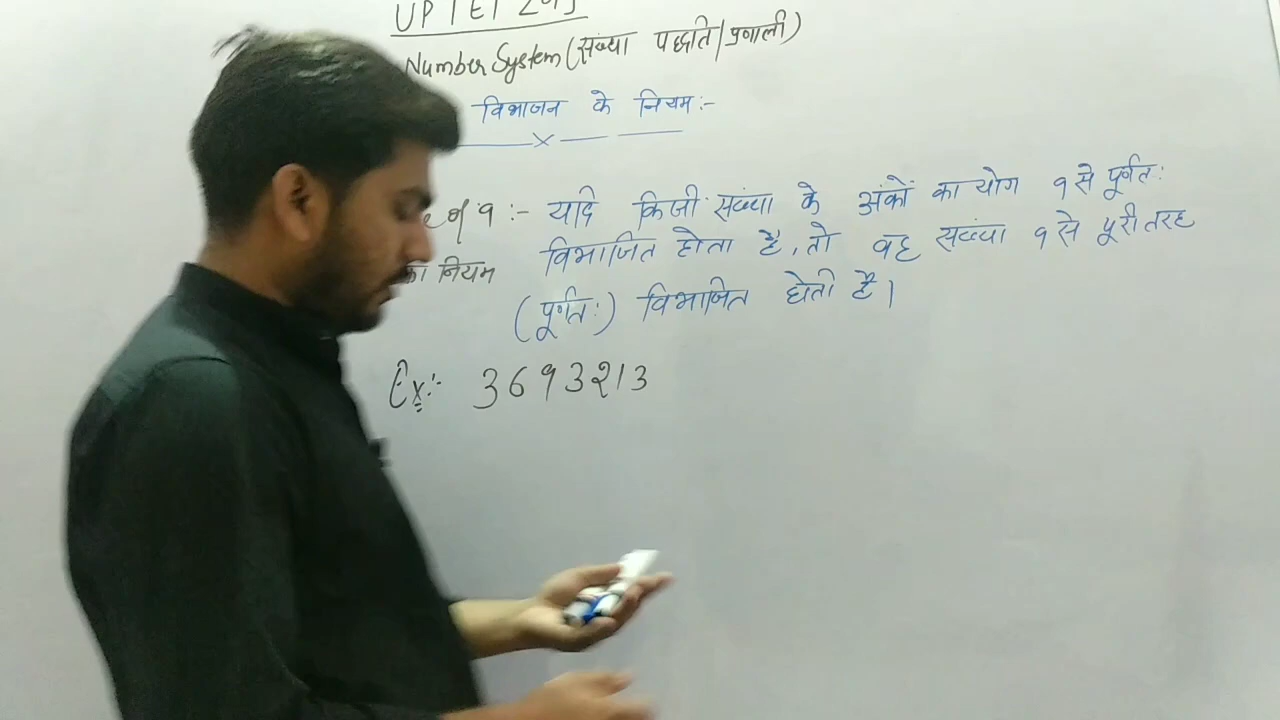 UPTET
Number System (संख्या पद्धति/प्रणाली)
विभाजन के नियम:-
of 9 :- यदि किसी संख्या के अंकों का योग 9 से पूर्णत:
विभाजित होता है, तो वह संख्या 9 से पूरी तरह
का नियम
(पूर्णत:) विभाजित होती है।
Ex:- 3693213